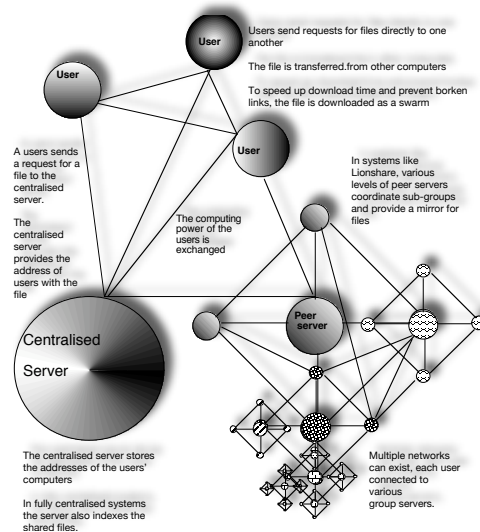 Users send requests for files directly to one
another
The file is transferred.from other computers
To speed up download time and prevent borken
links, the file is downloaded as a swarm
User
User
User
A users sends
a request for a
file to the
centralised
server.
The
centralised
server
provides the
address of
users with the
file
The computing
power of the
users is
exchanged
In systems like
Lionshare, various
levels of peer servers
coordinate sub-groups
and provide a mirror for
files
Peer
server
Centralised
Server
The centralised server stores
the addresses of the users'
computers
In fully centralised systems
the server also indexes the
shared files.
Multiple networks
can exist, each user
connected to
various
group servers.